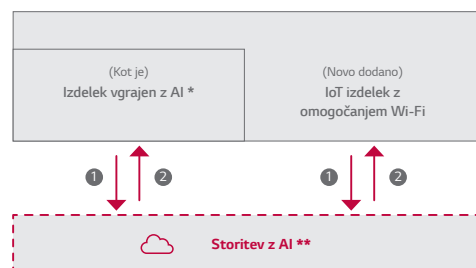 (Kot je)
Izdelek vgrajen z AI *
(Novo dodano)
IoT izdelek z
omogočanjem Wi-Fi
1 2
1 2
Storitev z AI **